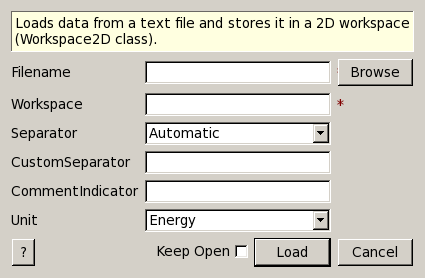 Loads data from a text file and stores it in a 2D workspace
(Workspace2D class).
Filename
Browse
Workspace *
Separator Automatic
CustomSeparator
CommentIndicator
Unit Energy
? Keep Open Load Cancel